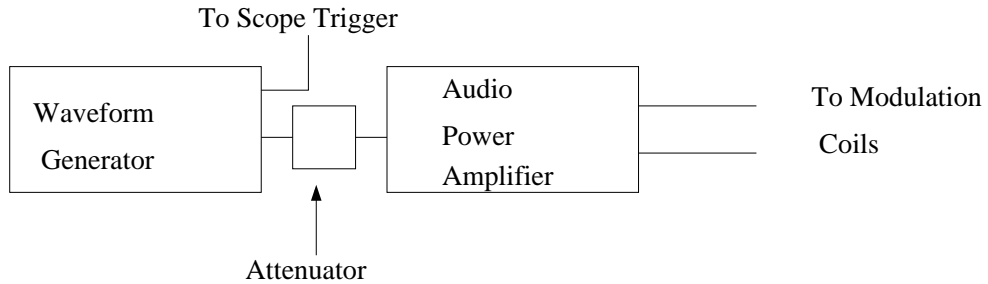 To Scope Trigger
Waveform
Generator
Audio
Power
Amplifier
To Modulation
Coils
Attenuator